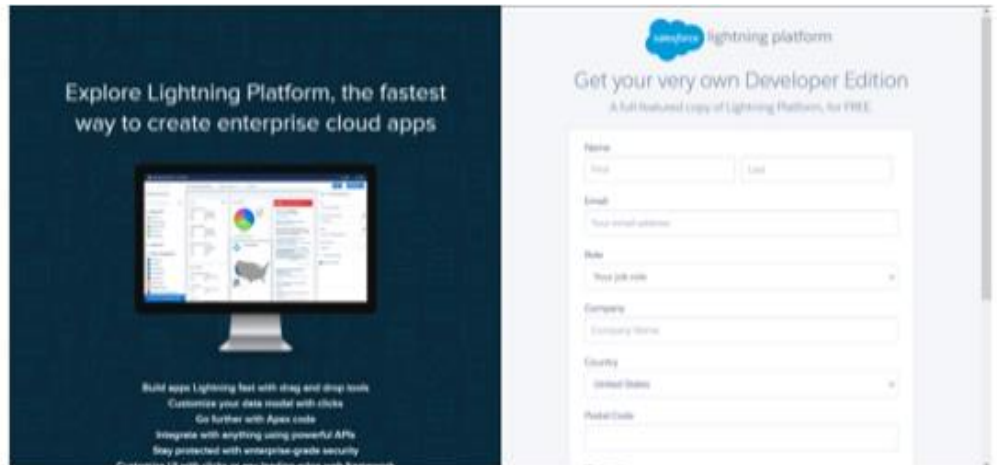 Explore Lightning Platform, the fastest
way to create enterprise cloud apps
Build apps Lightning fast with drag and drop tools
Customize your data model with clicks
Go further with Apex code
Integrate with anything using powerful APIs
Stay protected with enterprise-grade security
salesforce lightning platform
Get your very own Developer Edition
A full featured copy of Lightning Platform, for FREE
Name
First Last
Email
Your email address
Role
Your job role
Company
Company Name
Country
United States
Postal Code